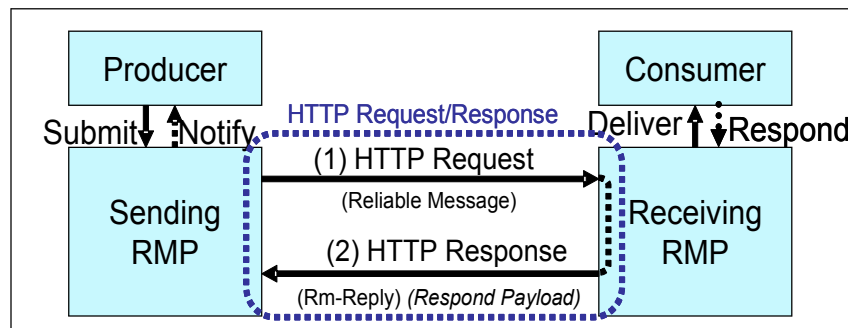 Producer
Consumer
HTTP Request/Response
Submit
Notify
Deliver
Respond
(1) HTTP Request
(Reliable Message)
Sending
RMP
Receiving
RMP
(2) HTTP Response
(Rm-Reply) (Respond Payload)